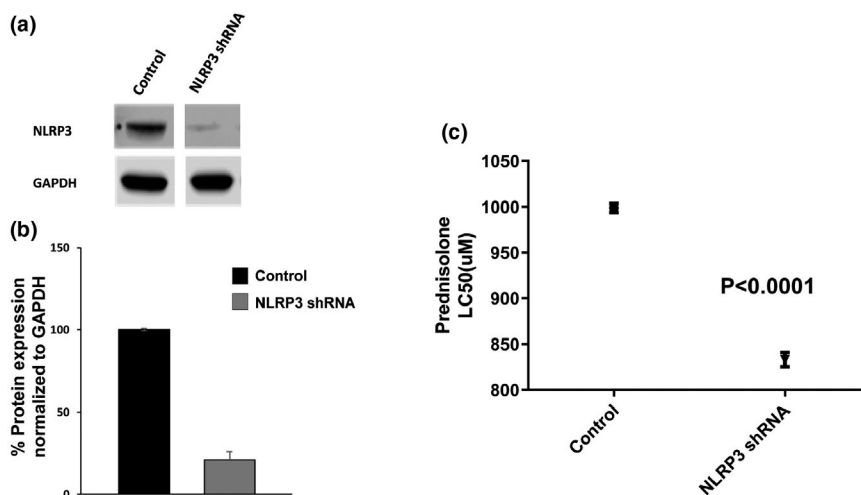 (a)
Control
NLRP3 shRNA
NLRP3
GAPDH
(b)
% Protein expression
normalized to GAPDH
150
100
50
0
Control
NLRP3 shRNA
(c)
Prednisolone
LC50(uM)
1050
1000
950
900
850
800
P<0.0001
Control
NLRP3 shRNA